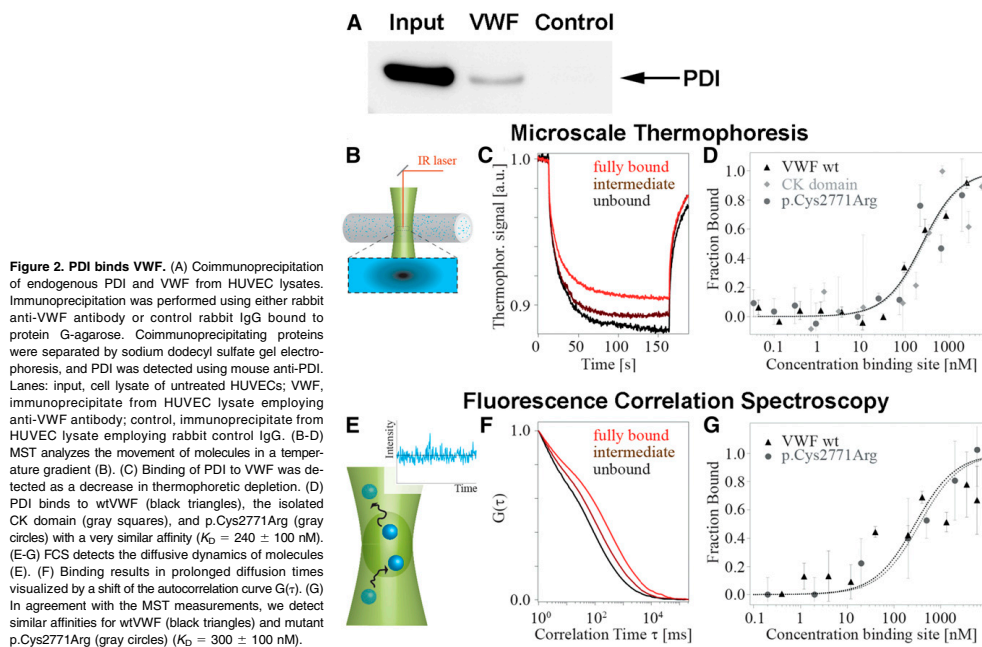 A Input VWF Control
PDI
Microscale Thermophoresis
B
IR laser
C
1.0
0.9
Thermophor. signal [a.u.]
fully bound
intermediate
unbound
0 50 100 150
Time [s]
D
1.0
0.8
0.6
0.4
0.2
0.0
Fraction Bound
VWF wt
CK domain
p.Cys2771Arg
0.1 1 10 100 1000
Concentration binding site [nM]
Figure 2. PDI binds VWF. (A) Coimmunoprecipitation
of endogenous PDI and VWF from HUVEC lysates.
Immunoprecipitation was performed using either rabbit
anti-VWF antibody or control rabbit IgG bound to
protein G-agarose. Coimmunoprecipitating proteins
were separated by sodium dodecyl sulfate gel electro-
phoresis, and PDI was detected using mouse anti-PDI.
Lanes: input, cell lysate of untreated HUVECs; VWF,
immunoprecipitate from HUVEC lysate employing
anti-VWF antibody; control, immunoprecipitate from
HUVEC lysate employing rabbit control IgG. (B-D)
MST analyzes the movement of molecules in a temper-
ature gradient (B). (C) Binding of PDI to VWF was de-
tected as a decrease in thermophoretic depletion. (D)
PDI binds to wtVWF (black triangles), the isolated
CK domain (gray squares), and p.Cys2771Arg (gray
circles) with a very similar affinity (KD = 240 ± 100 nM).
(E-G) FCS detects the diffusive dynamics of molecules
(E). (F) Binding results in prolonged diffusion times
visualized by a shift of the autocorrelation curve G(τ). (G)
In agreement with the MST measurements, we detect
similar affinities for wtVWF (black triangles) and mutant
p.Cys2771Arg (gray circles) (KD = 300 ± 100 nM).
Fluorescence Correlation Spectroscopy
E
Intensity
Time
F
1.0
0.0
G(τ)
fully bound
intermediate
unbound
10⁰ 10² 10⁴
Correlation Time τ [ms]
G
1.0
0.8
0.6
0.4
0.2
0.0
Fraction Bound
VWF wt
p.Cys2771Arg
0.1 1 10 100 1000
Concentration binding site [nM]